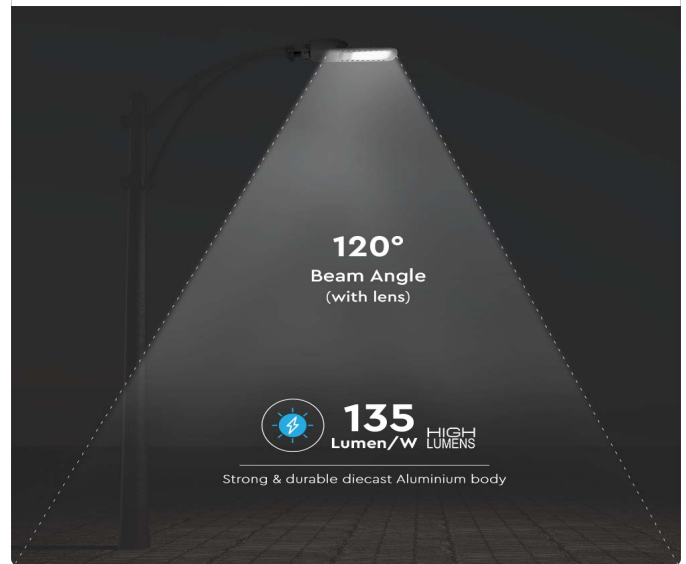 120°
Beam Angle
(with lens)
135
Lumen/W
HIGH
LUMENS
Strong & durable diecast Aluminium body